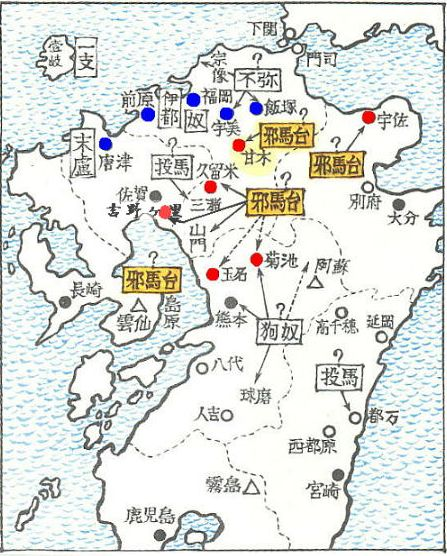 下関
門司
一支
壱岐
宗像
?
不弥
前原
伊都
奴
福岡
宇美
飯塚
末盧
唐津
?
邪馬台
甘木
?
宇佐
邪馬台
?
投馬
久留米
?
邪馬台
別府
大分
佐賀
三潴
吉野ヶ里
山門
?
邪馬台
玉名
菊池
阿蘇
長崎
雲仙
島原
熊本
?
狗奴
高千穂
延岡
?
投馬
八代
球磨
人吉
都万
西都原
宮崎
霧島
鹿児島